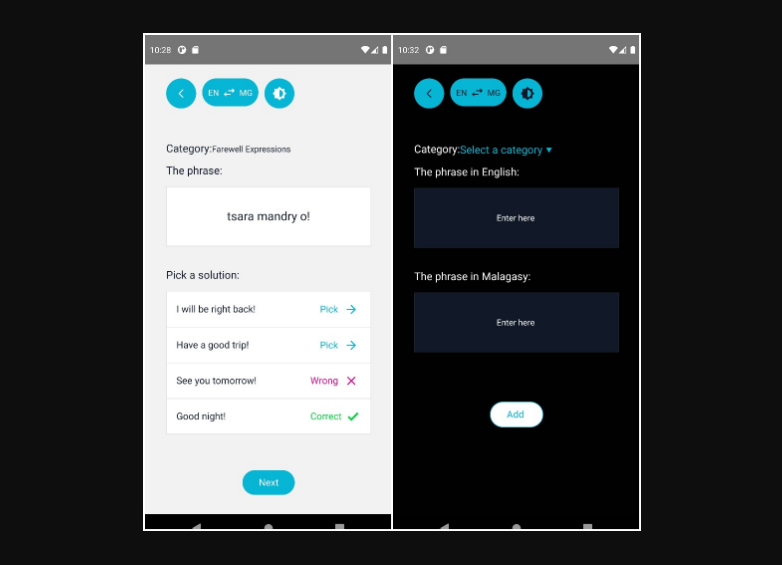 10:28
EN MG
Category:Farewell Expressions
The phrase:
tsara mandry o!
Pick a solution:
I will be right back! Pick
Have a good trip! Pick
See you tomorrow! Wrong
Good night! Correct
Next
10:32
EN MG
Category:Select a category
The phrase in English:
Enter here
The phrase in Malagasy:
Enter here
Add